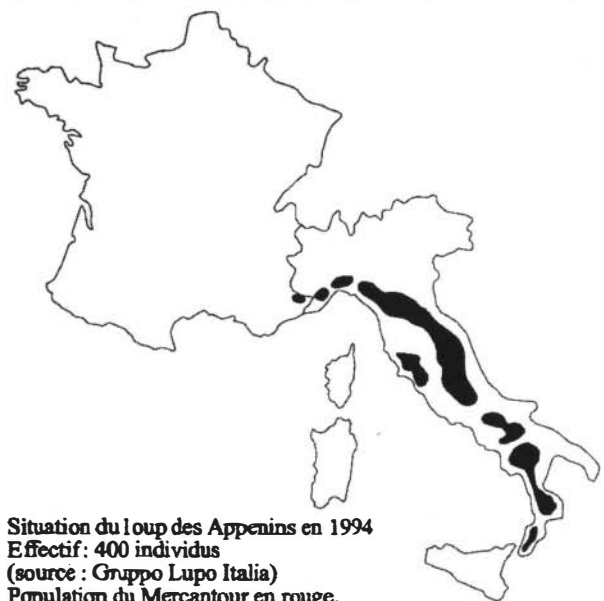 Situation du loup des Appenins en 1994
Effectif: 400 individus
(source : Gruppo Lupo Italia)
Population du Mercantour en rouge.